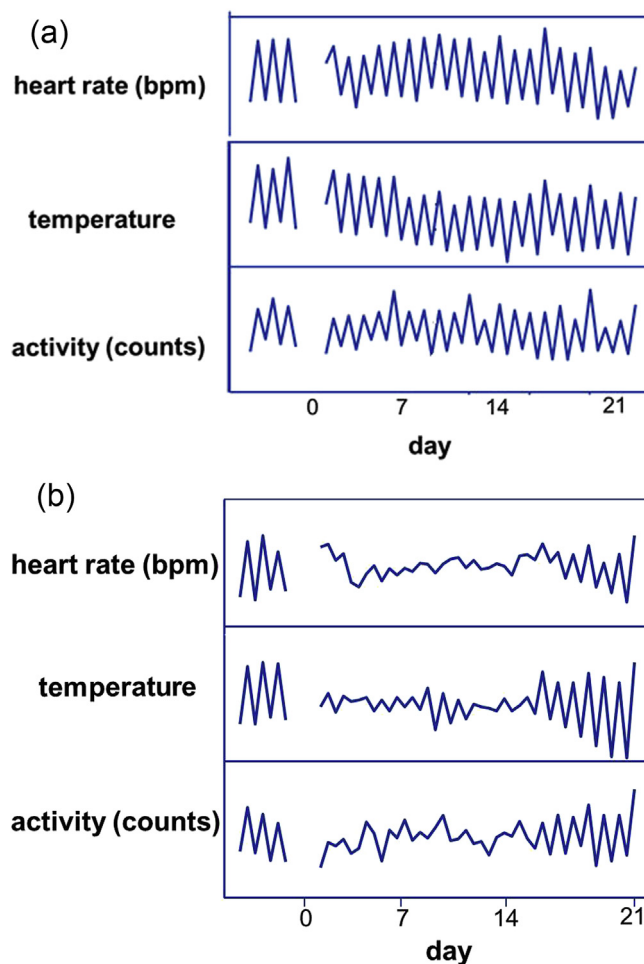 (a)
heart rate (bpm)
temperature
activity (counts)
0 7 14 21
day
(b)
heart rate (bpm)
temperature
activity (counts)
0 7 14 21
day